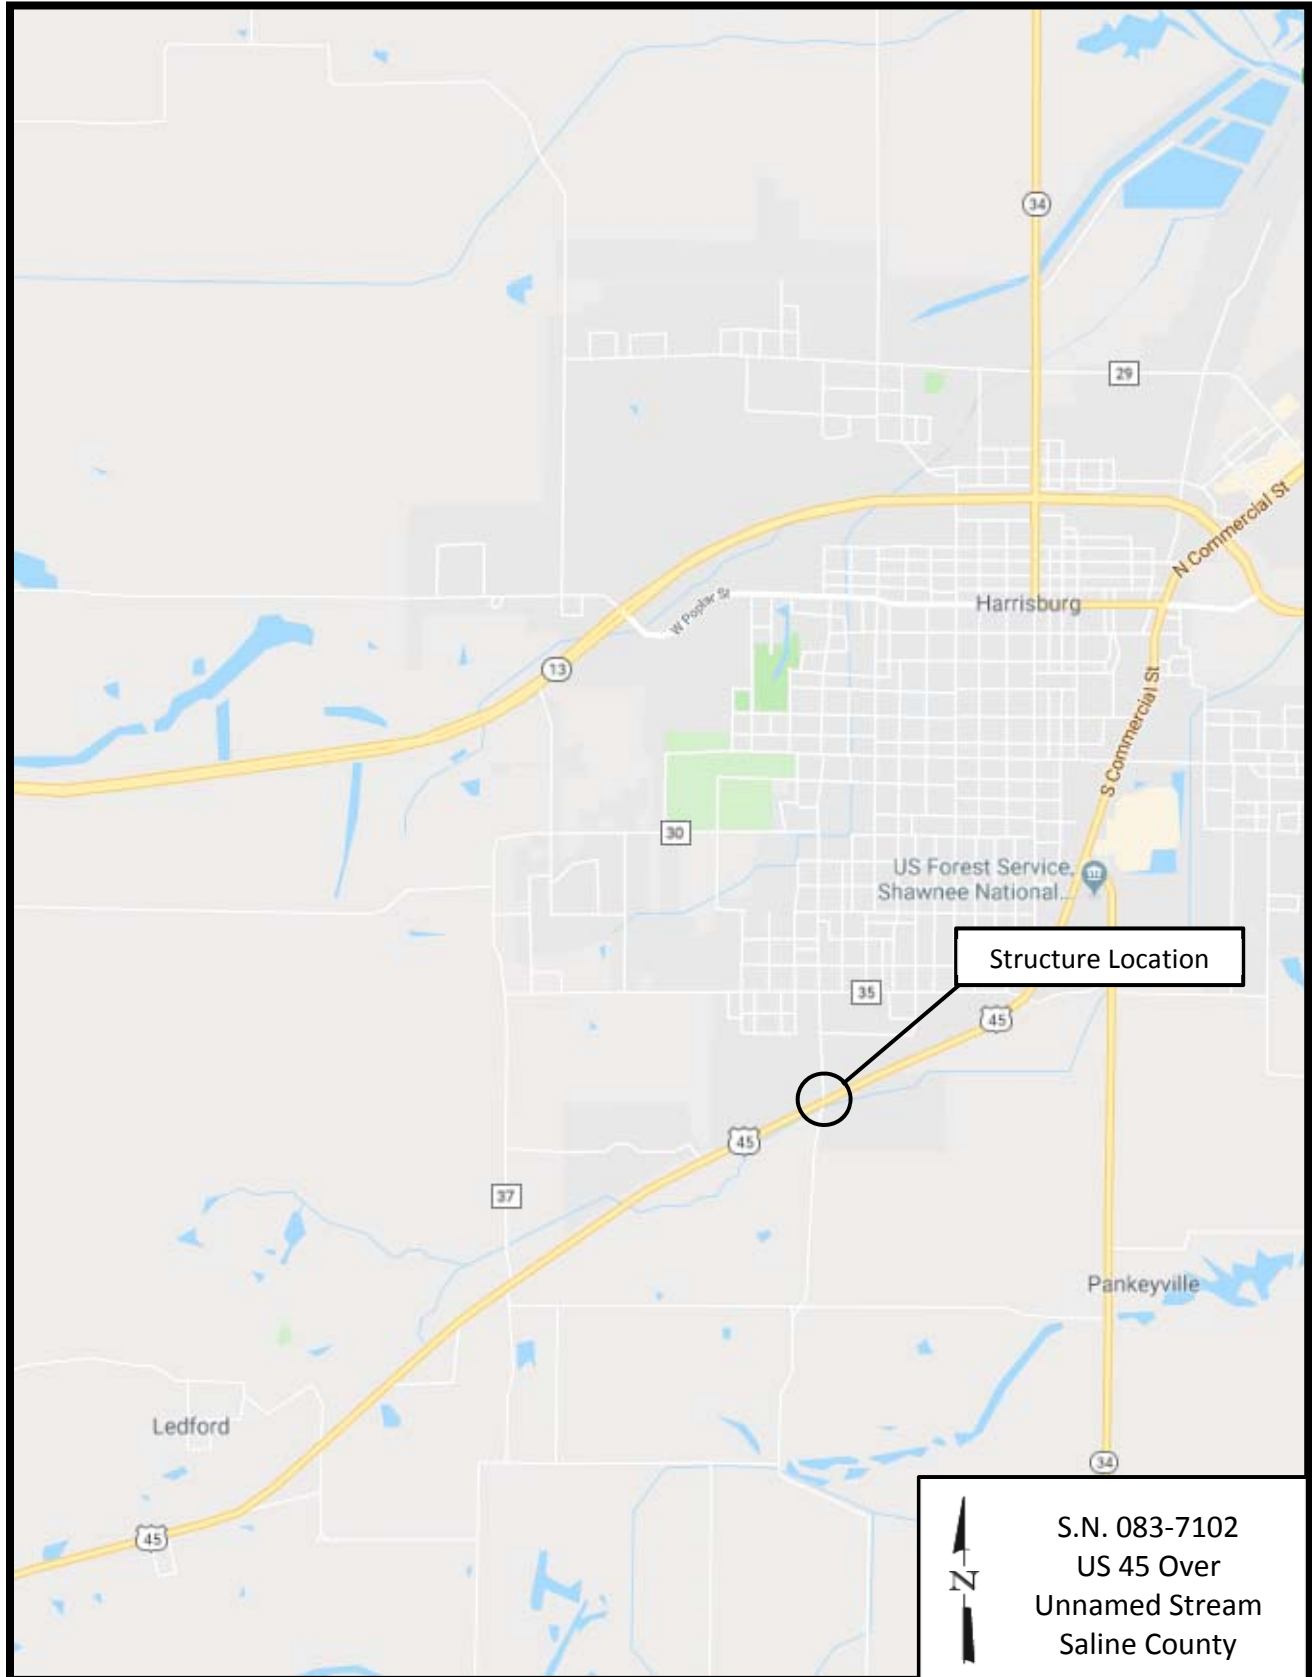 34
29
N Commercial St
Harrisburg
W Poplar St
13
S Commercial St
30
US Forest Service,
Shawnee National...
Structure Location
35
45
45
37
Pankeyville
Ledford
34
45
S.N. 083-7102
US 45 Over
Unnamed Stream
Saline County
N